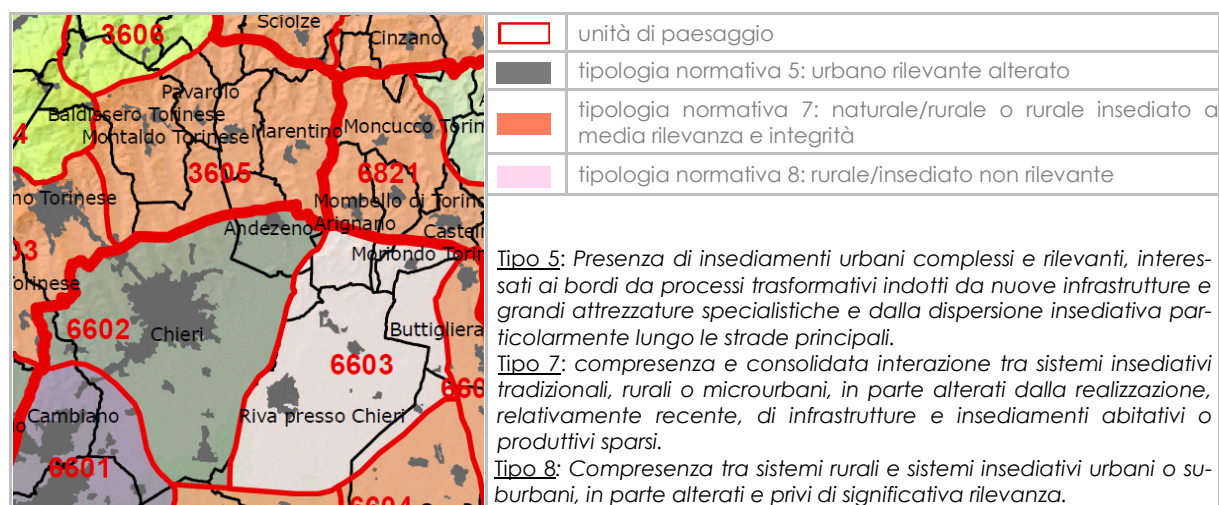 Sciolze
3606
Cinzano
Pavarolo
Baldissero Torinese
Montaldo Torinese
Marentino
Moncucco Torin
4
3605
6821
no Torinese
Mombello di Torino
Andezeno
Arignano
Casteln
03
Moriondo Torin
orinese
6602
Chieri
Buttigliera
6603
660
Cambiano
Riva presso Chieri
6601
6604
unità di paesaggio
tipologia normativa 5: urbano rilevante alterato
tipologia normativa 7: naturale/rurale o rurale insediato a
media rilevanza e integrità
tipologia normativa 8: rurale/insediato non rilevante
Tipo 5: Presenza di insediamenti urbani complessi e rilevanti, interes-
sati ai bordi da processi trasformativi indotti da nuove infrastrutture e
grandi attrezzature specialistiche e dalla dispersione insediativa par-
ticolarmente lungo le strade principali.
Tipo 7: compresenza e consolidata interazione tra sistemi insediativi
tradizionali, rurali o microurbani, in parte alterati dalla realizzazione,
relativamente recente, di infrastrutture e insediamenti abitativi o
produttivi sparsi.
Tipo 8: Compresenza tra sistemi rurali e sistemi insediativi urbani o su-
burbani, in parte alterati e privi di significativa rilevanza.